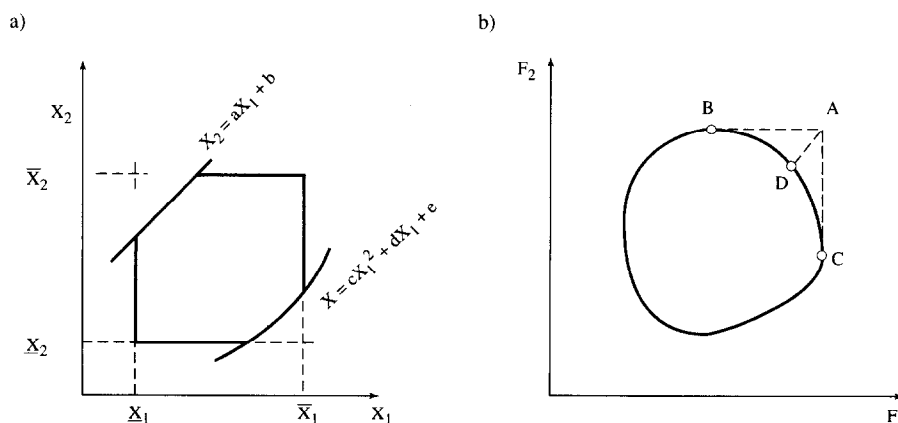 a)
X₂
X₂ = aX₁ + b
X̅₂
X = cX₁² + dX₁ + e
X̲₂
X̲₁
X̅₁
X₁
b)
F₂
B
A
D
C
F